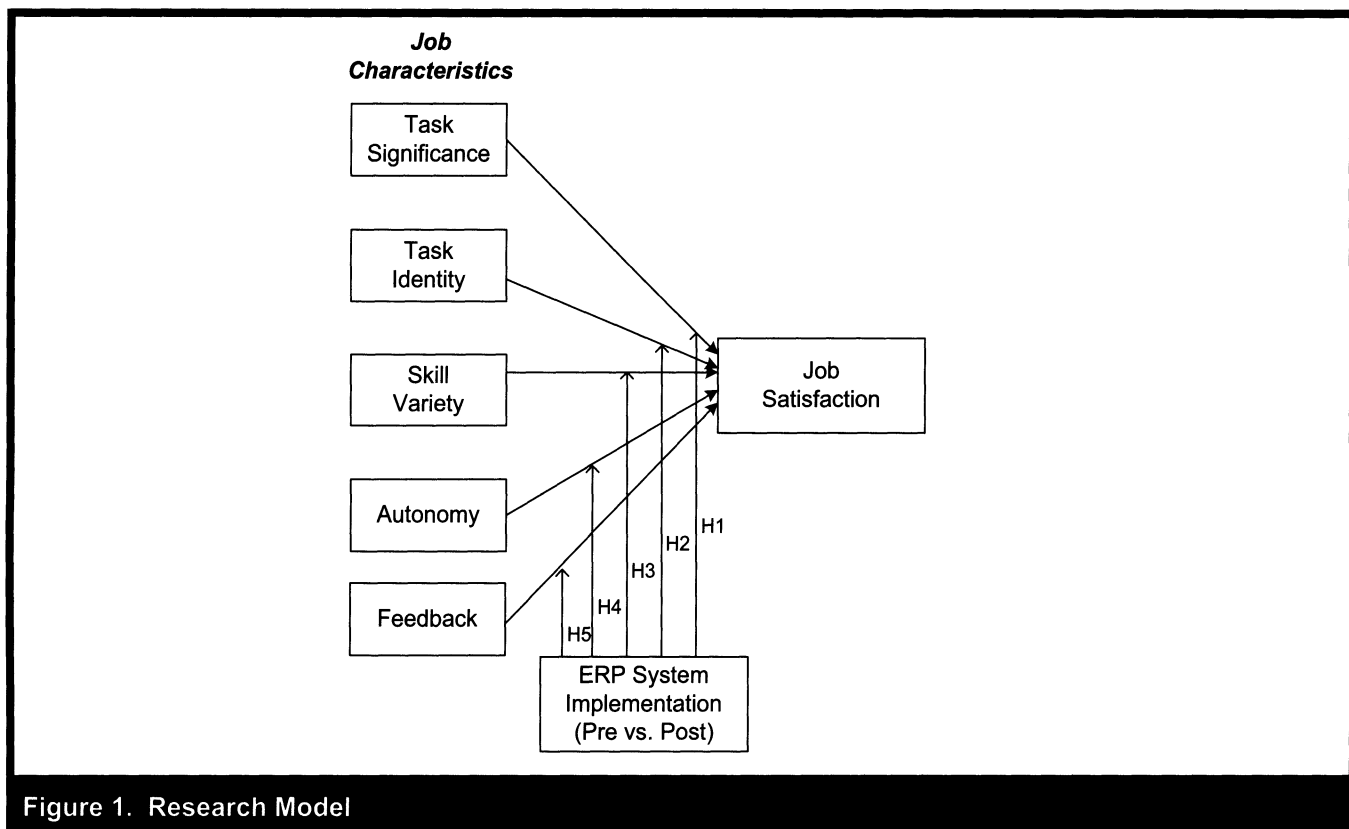 Job
Characteristics
Task
Significance
Task
Identity
Skill
Variety
Autonomy
Feedback
Job
Satisfaction
H1
H2
H3
H4
H5
ERP System
Implementation
(Pre vs. Post)
Figure 1. Research Model